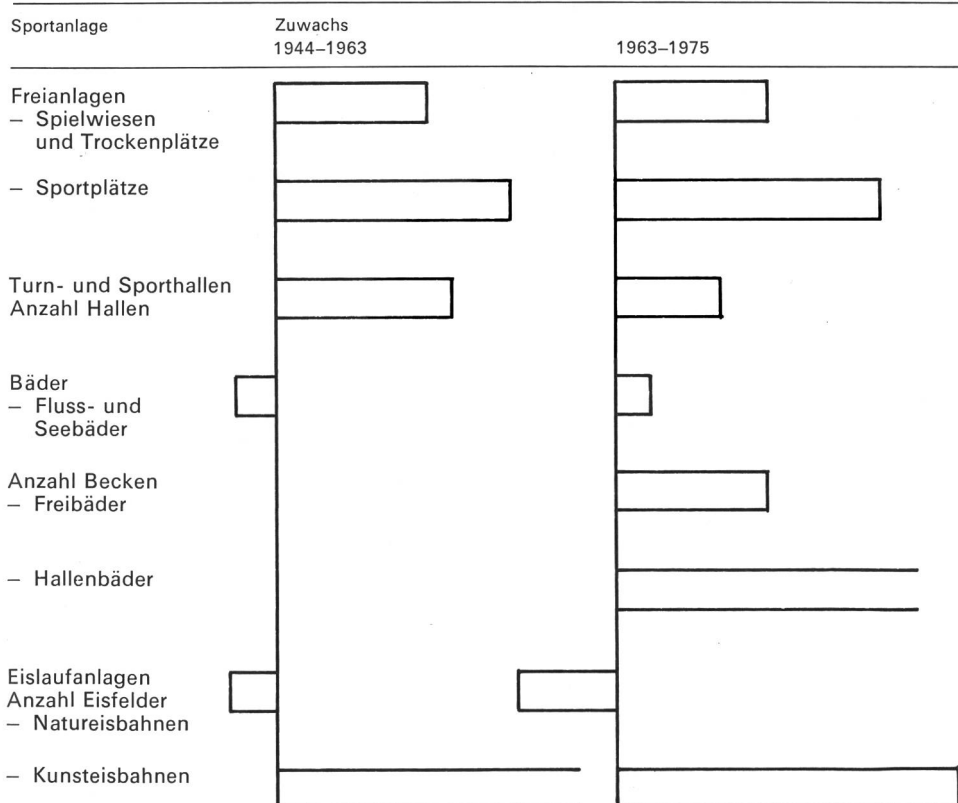 Sportanlage Zuwachs
1944–1963 1963–1975
Freianlagen
– Spielwiesen
und Trockenplätze
– Sportplätze
Turn- und Sporthallen
Anzahl Hallen
Bäder
– Fluss- und
Seebäder
Anzahl Becken
– Freibäder
– Hallenbäder
Eislaufanlagen
Anzahl Eisfelder
– Natureisbahnen
– Kunsteisbahnen